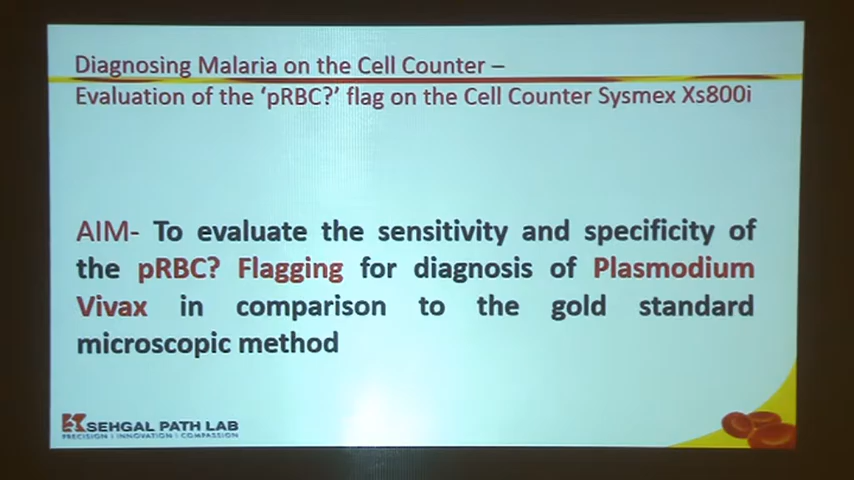 Diagnosing Malaria on the Cell Counter –
Evaluation of the ‘pRBC?’ flag on the Cell Counter Sysmex Xs800i
AIM- To evaluate the sensitivity and specificity of
the pRBC? Flagging for diagnosis of Plasmodium
Vivax in comparison to the gold standard
microscopic method
SEHGAL PATH LAB
PRECISION | INNOVATION | COMPASSION